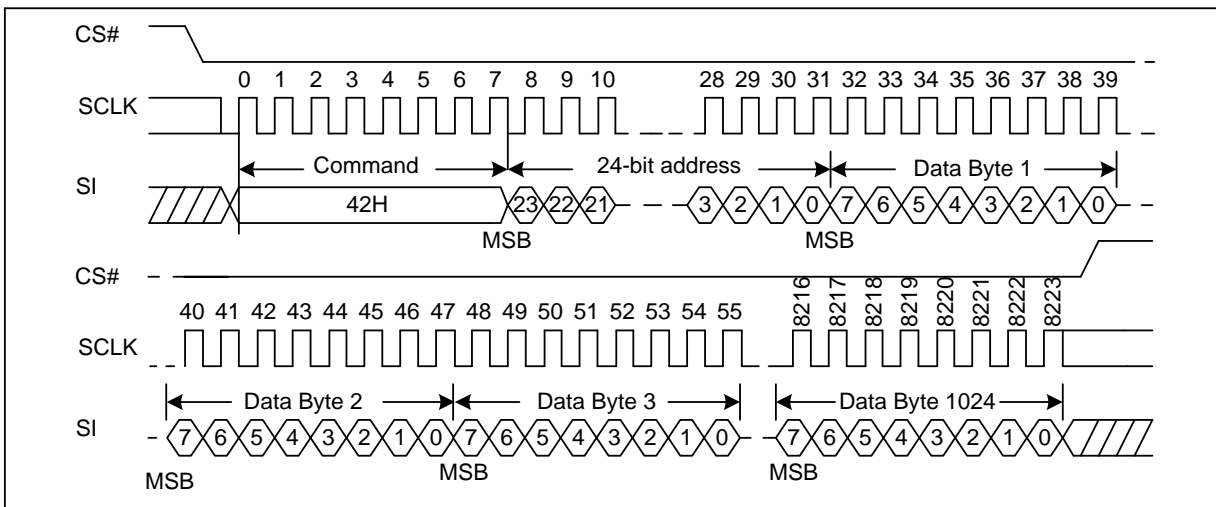 CS#
0 1 2 3 4 5 6 7 8 9 10 28 29 30 31 32 33 34 35 36 37 38 39
SCLK
Command 24-bit address Data Byte 1
SI
42H 23 22 21 3 2 1 0 7 6 5 4 3 2 1 0
MSB MSB
CS#
40 41 42 43 44 45 46 47 48 49 50 51 52 53 54 55 8216 8217 8218 8219 8220 8221 8222 8223
SCLK
Data Byte 2 Data Byte 3 Data Byte 1024
SI
7 6 5 4 3 2 1 0 7 6 5 4 3 2 1 0 7 6 5 4 3 2 1 0
MSB MSB MSB